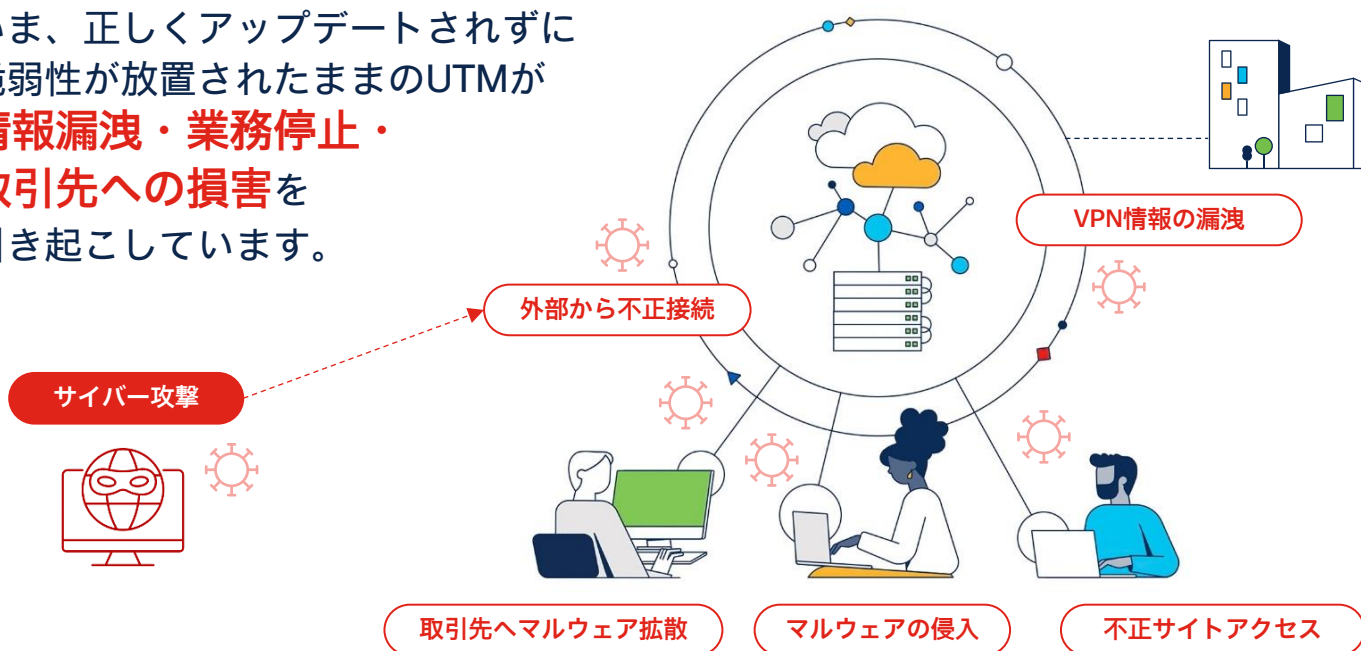 いま、正しくアップデートされずに
脆弱性が放置されたままのUTMが
情報漏洩・業務停止・
取引先への損害を
引き起こしています。
VPN情報の漏洩
外部から不正接続
サイバー攻撃
取引先へマルウェア拡散
マルウェアの侵入
不正サイトアクセス